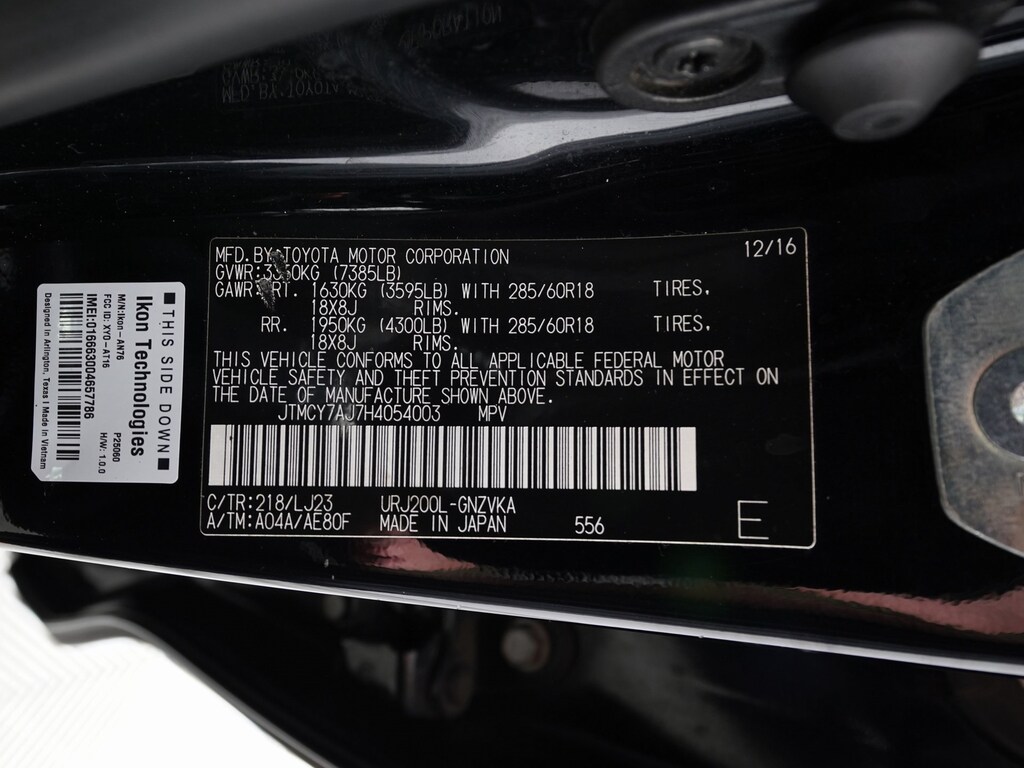 MFD.BY TOYOTA MOTOR CORPORATION 12/16
GVWR: (7385LB)
GAWR: RT. 1630KG (3595LB) WITH 285/60R18 TIRES,
18X8J RIMS.
RR. 1950KG (4300LB) WITH 285/60R18 TIRES,
18X8J RIMS.
THIS VEHICLE CONFORMS TO ALL APPLICABLE FEDERAL MOTOR
VEHICLE SAFETY AND THEFT PREVENTION STANDARDS IN EFFECT ON
THE DATE OF MANUFACTURE SHOWN ABOVE.
JTMCY7AJ7H4054003 MPV
C/TR:218/LJ23 URJ200L-GNZVKA
A/TM:A04A/AE80F MADE IN JAPAN 556 E
THIS SIDE DOWN
Ikon Technologies
M/N:Ikon-AN76 P25060
FCC ID: XY0-AT16 H/W: 1.0.0
IMEI:016663004657786
Designed in Arlington, Texas | Made in Vietnam